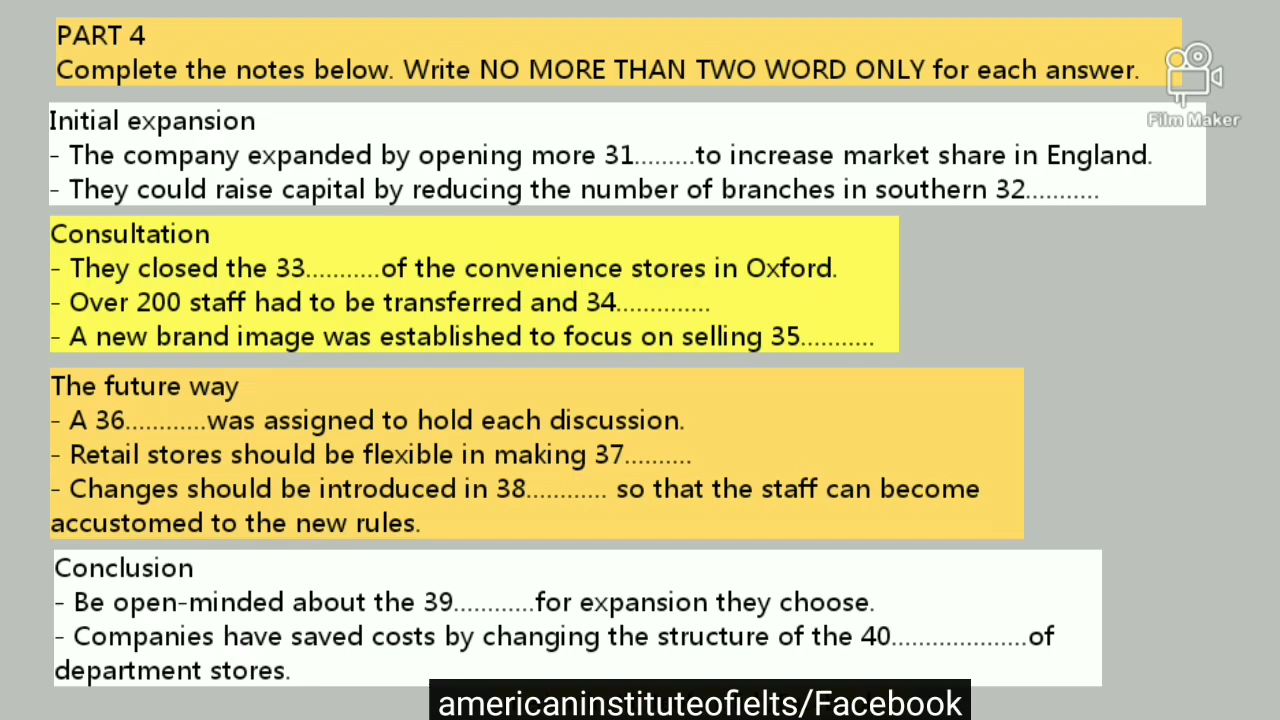 PART 4
Complete the notes below. Write NO MORE THAN TWO WORD ONLY for each answer.
Film Maker
Initial expansion
- The company expanded by opening more 31.........to increase market share in England.
- They could raise capital by reducing the number of branches in southern 32...........
Consultation
- They closed the 33...........of the convenience stores in Oxford.
- Over 200 staff had to be transferred and 34..............
- A new brand image was established to focus on selling 35...........
The future way
- A 36............was assigned to hold each discussion.
- Retail stores should be flexible in making 37..........
- Changes should be introduced in 38............ so that the staff can become
accustomed to the new rules.
Conclusion
- Be open-minded about the 39............for expansion they choose.
- Companies have saved costs by changing the structure of the 40....................of
department stores.
americaninstituteofielts/Facebook